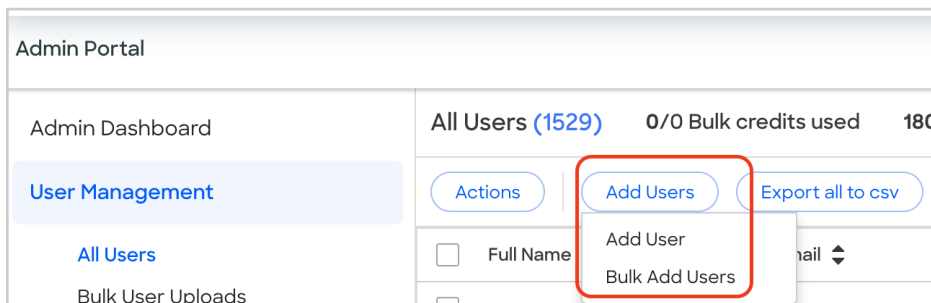 Admin Portal
Admin Dashboard
User Management
All Users
Bulk User Uploads
All Users (1529) 0/0 Bulk credits used
Actions Add Users Export all to csv
Add User
Bulk Add Users
Full Name